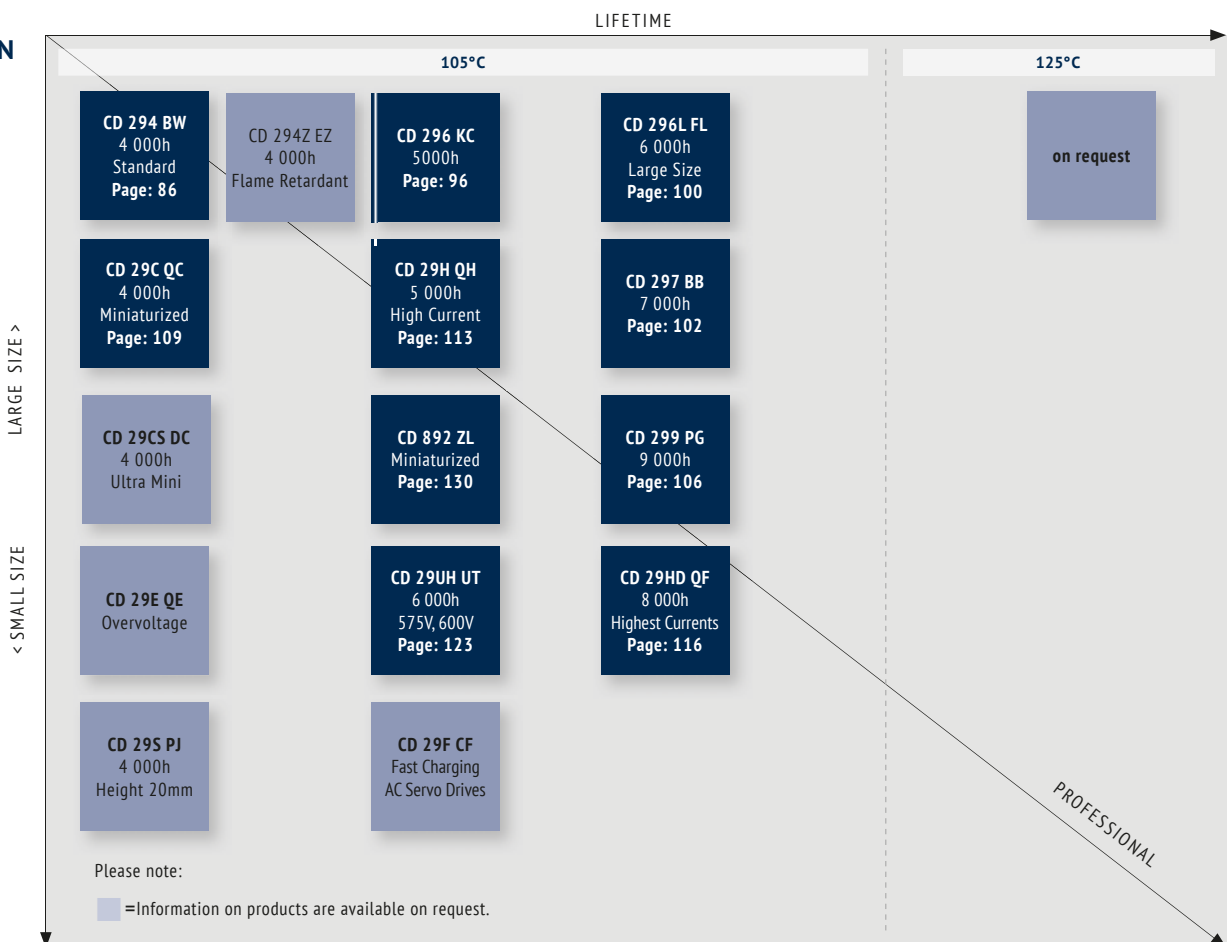 LIFETIME
N
105°C
125°C
CD 294 BW
4 000h
Standard
Page: 86
CD 294Z EZ
4 000h
Flame Retardant
CD 296 KC
5000h
Page: 96
CD 296L FL
6 000h
Large Size
Page: 100
on request
CD 29C QC
4 000h
Miniaturized
Page: 109
CD 29H QH
5 000h
High Current
Page: 113
CD 297 BB
7 000h
Page: 102
LARGE SIZE >
CD 29CS DC
4 000h
Ultra Mini
CD 892 ZL
Miniaturized
Page: 130
CD 299 PG
9 000h
Page: 106
< SMALL SIZE
CD 29E QE
Overvoltage
CD 29UH UT
6 000h
575V, 600V
Page: 123
CD 29HD QF
8 000h
Highest Currents
Page: 116
CD 29S PJ
4 000h
Height 20mm
CD 29F CF
Fast Charging
AC Servo Drives
PROFESSIONAL
Please note:
=Information on products are available on request.